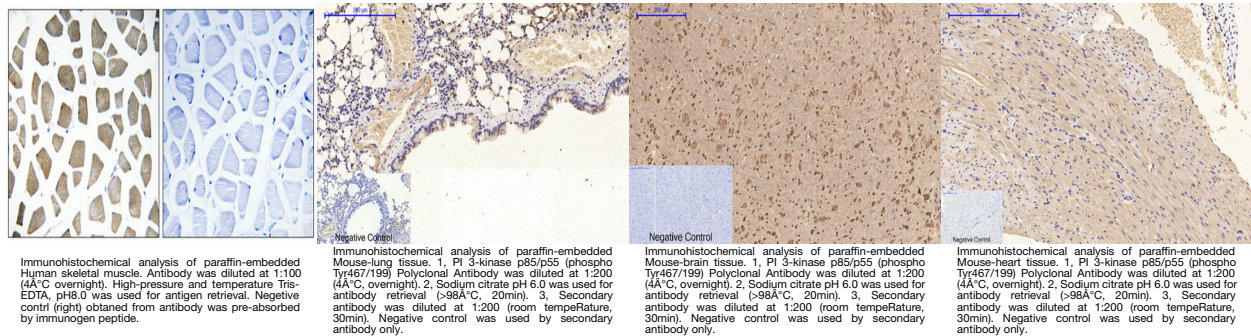 200 µm
200 µm
200 µm
Negative Control
Negative Control
Negative Control
Immunohistochemical analysis of paraffin-embedded
Human skeletal muscle. Antibody was diluted at 1:100
(4Â°C overnight). High-pressure and temperature Tris-
EDTA, pH8.0 was used for antigen retrieval. Negetive
contrl (right) obtaned from antibody was pre-absorbed
by immunogen peptide.
Immunohistochemical analysis of paraffin-embedded
Mouse-lung tissue. 1, PI 3-kinase p85/p55 (phospho
Tyr467/199) Polyclonal Antibody was diluted at 1:200
(4Â°C, overnight). 2, Sodium citrate pH 6.0 was used for
antibody retrieval (>98Â°C, 20min). 3, Secondary
antibody was diluted at 1:200 (room tempeRature,
30min). Negative control was used by secondary
antibody only.
Immunohistochemical analysis of paraffin-embedded
Mouse-brain tissue. 1, PI 3-kinase p85/p55 (phospho
Tyr467/199) Polyclonal Antibody was diluted at 1:200
(4Â°C, overnight). 2, Sodium citrate pH 6.0 was used for
antibody retrieval (>98Â°C, 20min). 3, Secondary
antibody was diluted at 1:200 (room tempeRature,
30min). Negative control was used by secondary
antibody only.
Immunohistochemical analysis of paraffin-embedded
Mouse-heart tissue. 1, PI 3-kinase p85/p55 (phospho
Tyr467/199) Polyclonal Antibody was diluted at 1:200
(4Â°C, overnight). 2, Sodium citrate pH 6.0 was used for
antibody retrieval (>98Â°C, 20min). 3, Secondary
antibody was diluted at 1:200 (room tempeRature,
30min). Negative control was used by secondary
antibody only.